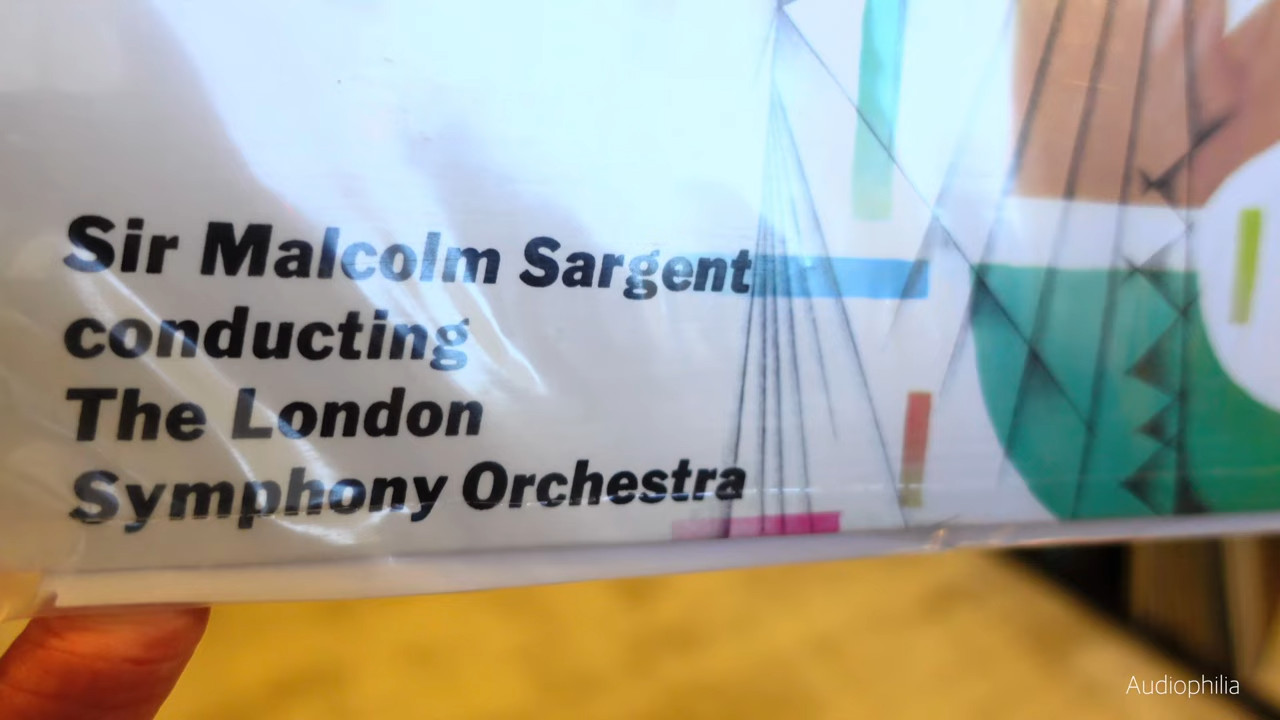 Sir Malcolm Sargent
conducting
The London
Symphony Orchestra
Audiophilia